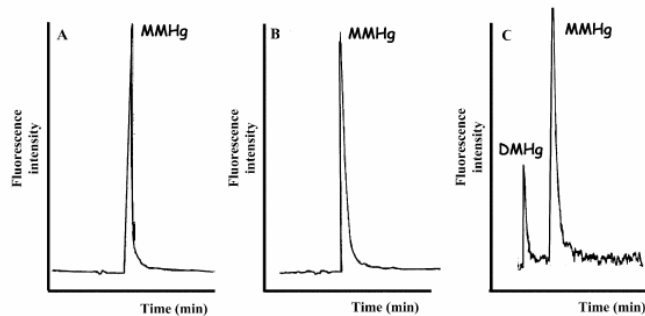 A
MMHg
Fluorescence
intensity
Time (min)
B
MMHg
Fluorescence
intensity
Time (min)
C
MMHg
DMHg
Fluorescence
intensity
Time (min)